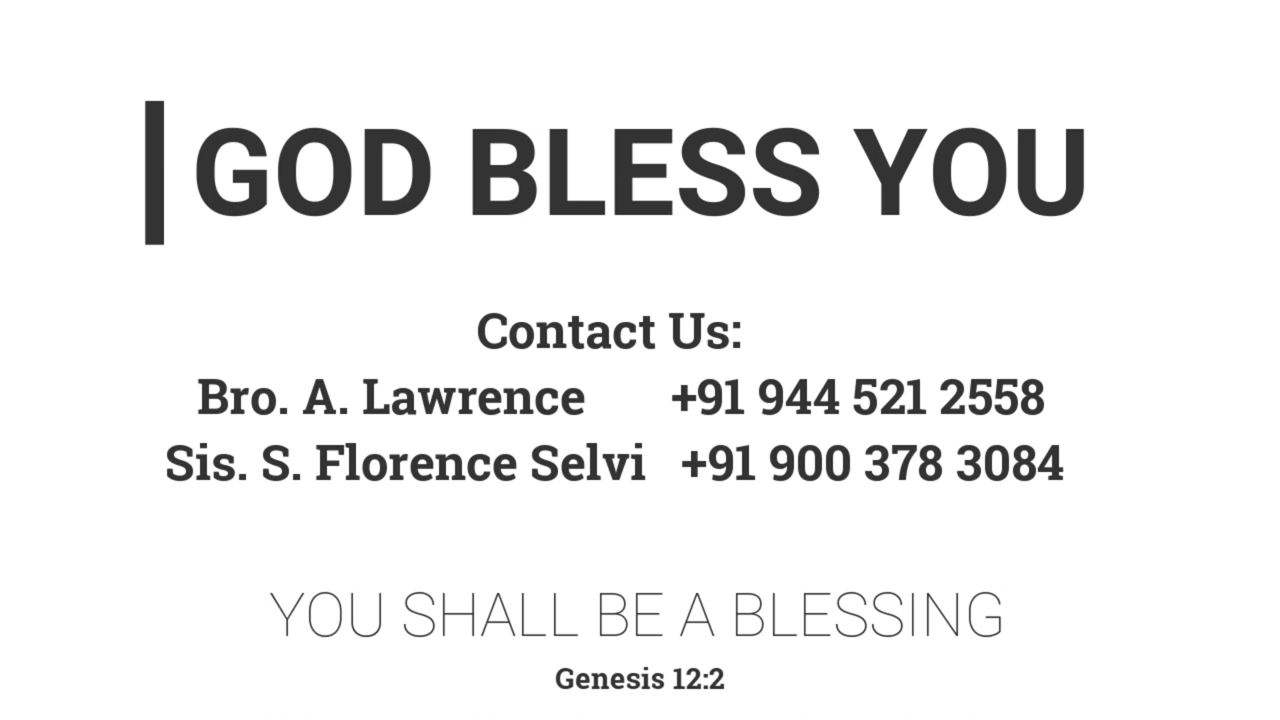 GOD BLESS YOU
Contact Us:
Bro. A. Lawrence +91 944 521 2558
Sis. S. Florence Selvi +91 900 378 3084
YOU SHALL BE A BLESSING
Genesis 12:2